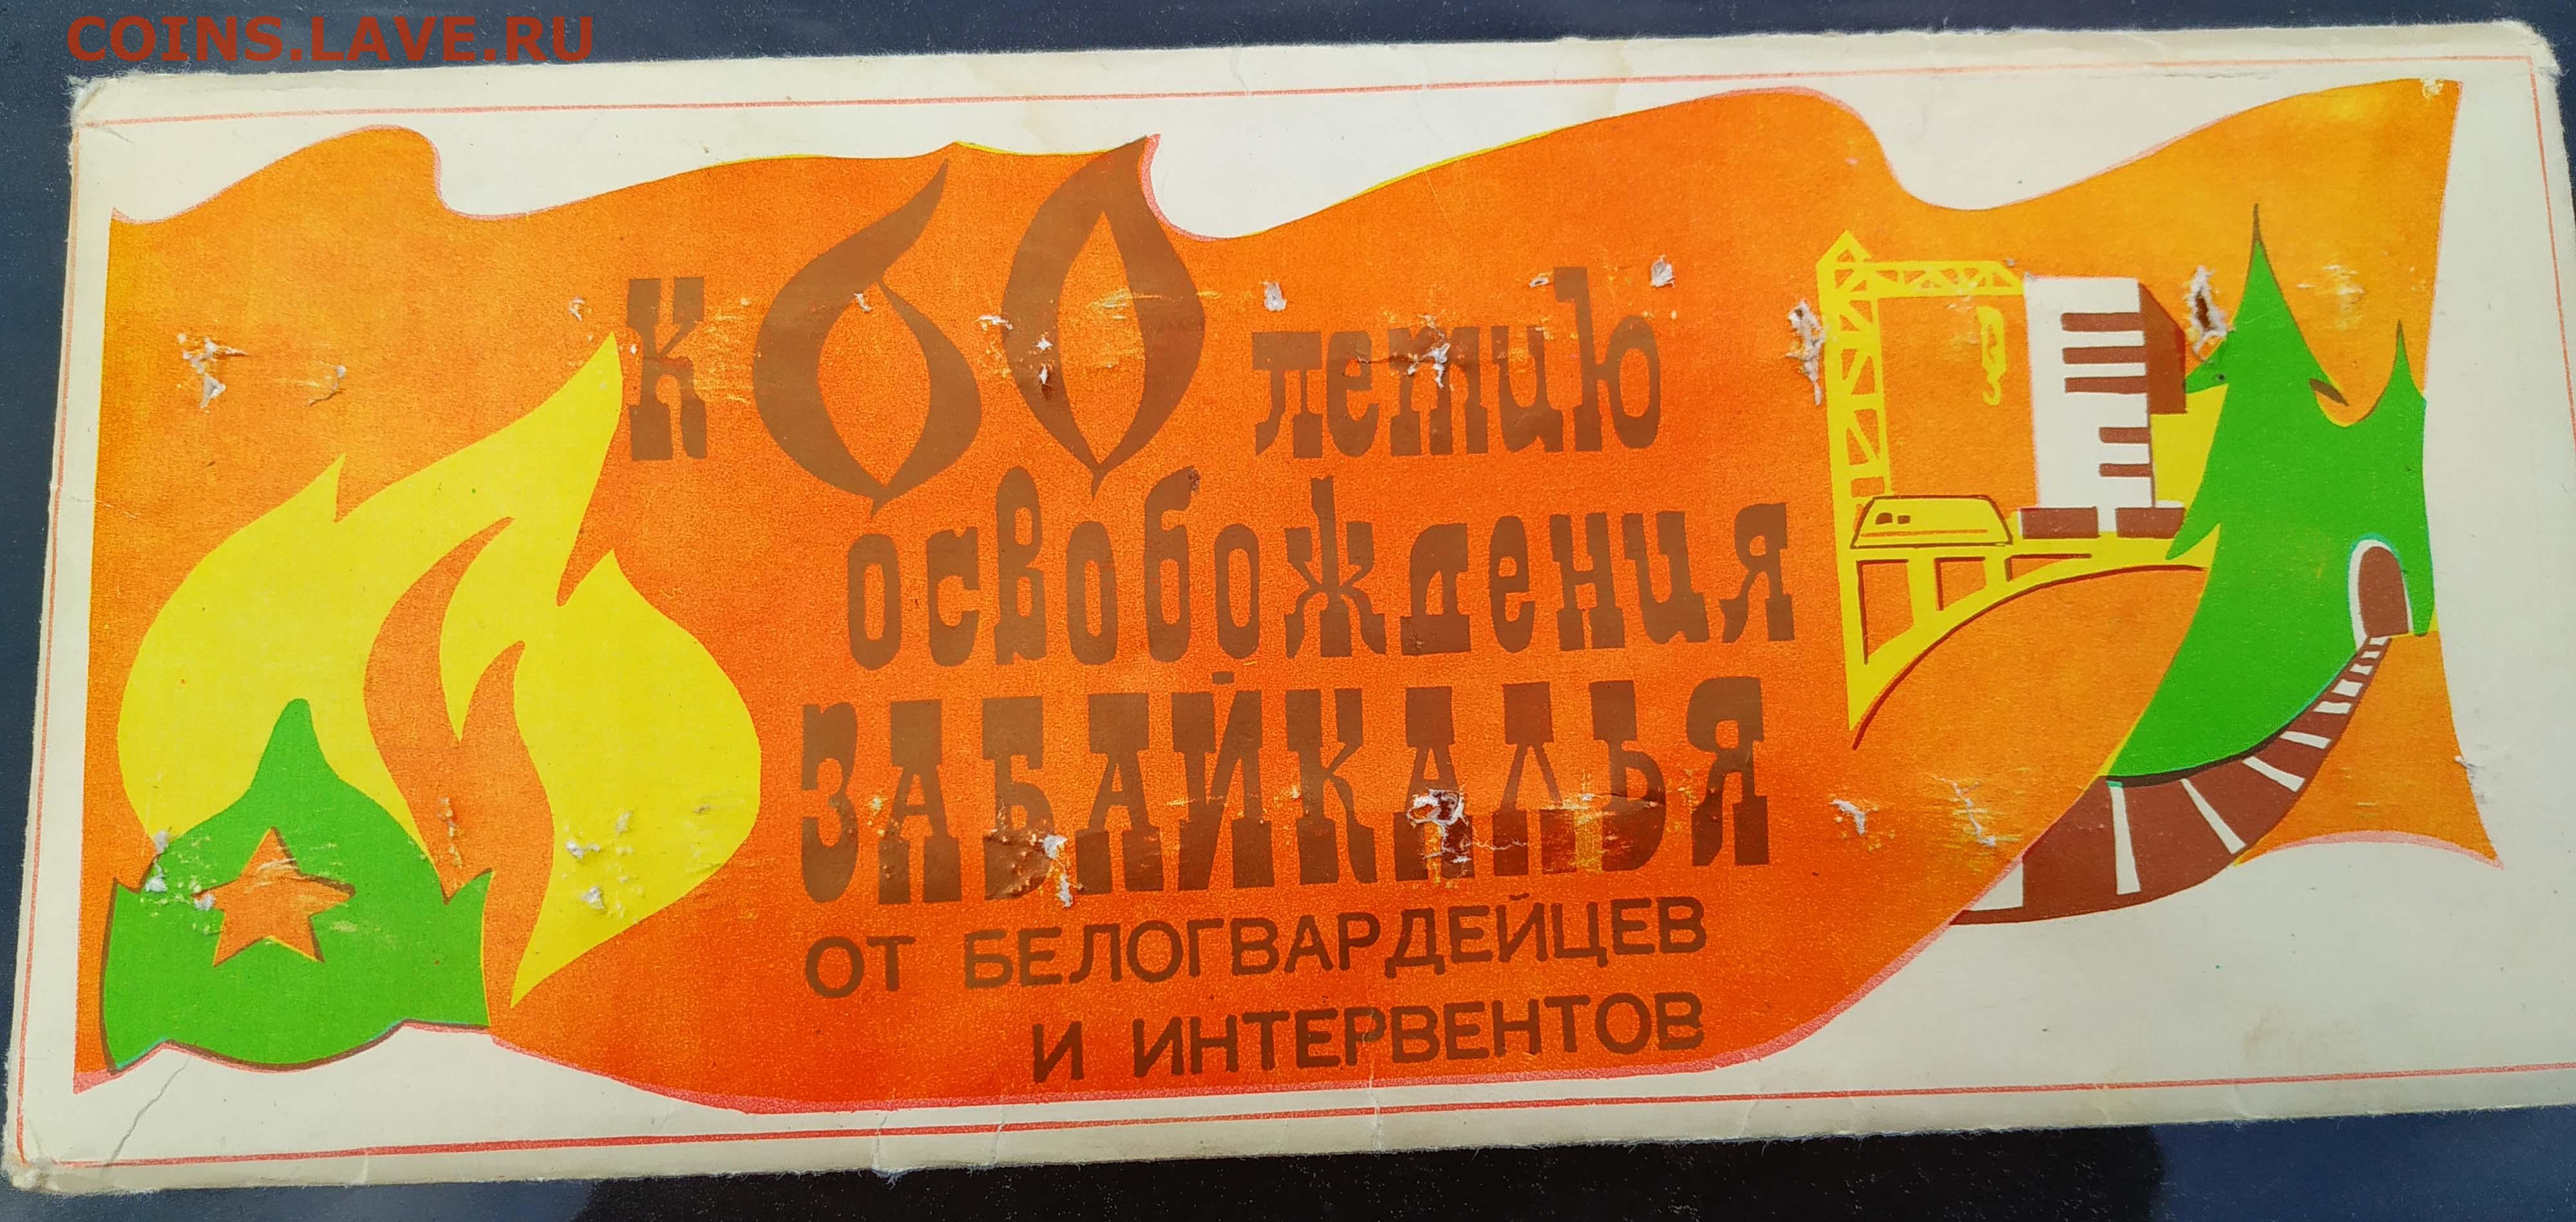 COINS.LAVE.RU
к 60 летию
освобождения
ЗАБАЙКАЛЬЯ
ОТ БЕЛОГВАРДЕЙЦЕВ
И ИНТЕРВЕНТОВ